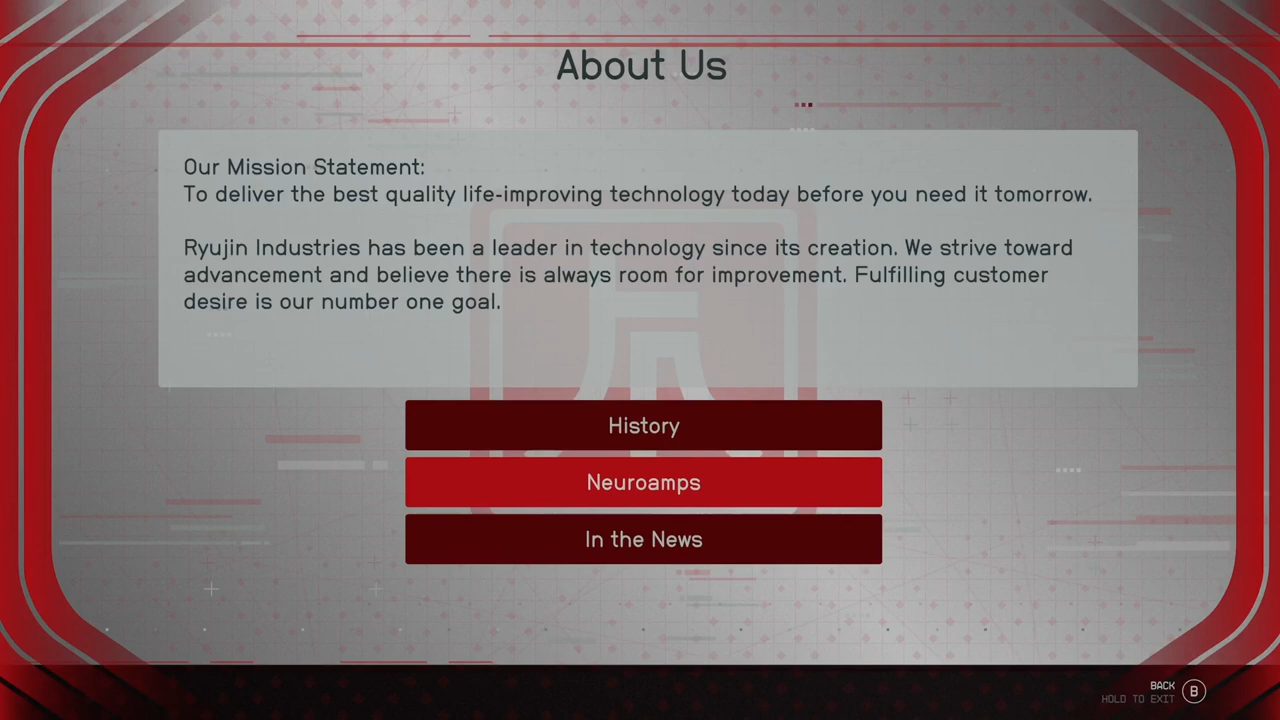 About Us
Our Mission Statement:
To deliver the best quality life-improving technology today before you need it tomorrow.
Ryujin Industries has been a leader in technology since its creation. We strive toward
advancement and believe there is always room for improvement. Fulfilling customer
desire is our number one goal.
History
Neuroamps
In the News
BACK
HOLD TO EXIT
B